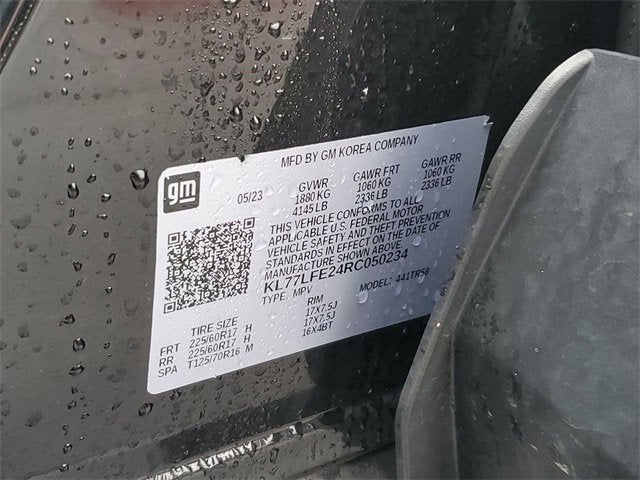 MFD BY GM KOREA COMPANY
gm
05/23 GVWR GAWR FRT GAWR RR
1880 KG 1060 KG 1060 KG
4145 LB 2336 LB 2336 LB
THIS VEHICLE CONFORMS TO ALL
APPLICABLE U.S. FEDERAL MOTOR
VEHICLE SAFETY AND THEFT PREVENTION
STANDARDS IN EFFECT ON THE DATE OF
MANUFACTURE SHOWN ABOVE.
KL77LFE24RC050234
TYPE: MPV MODEL: 441TR58
TIRE SIZE RIM
FRT 225/60R17 H 17X7.5J
RR 225/60R17 H 17X7.5J
SPA T125/70R16 M 16X4BT